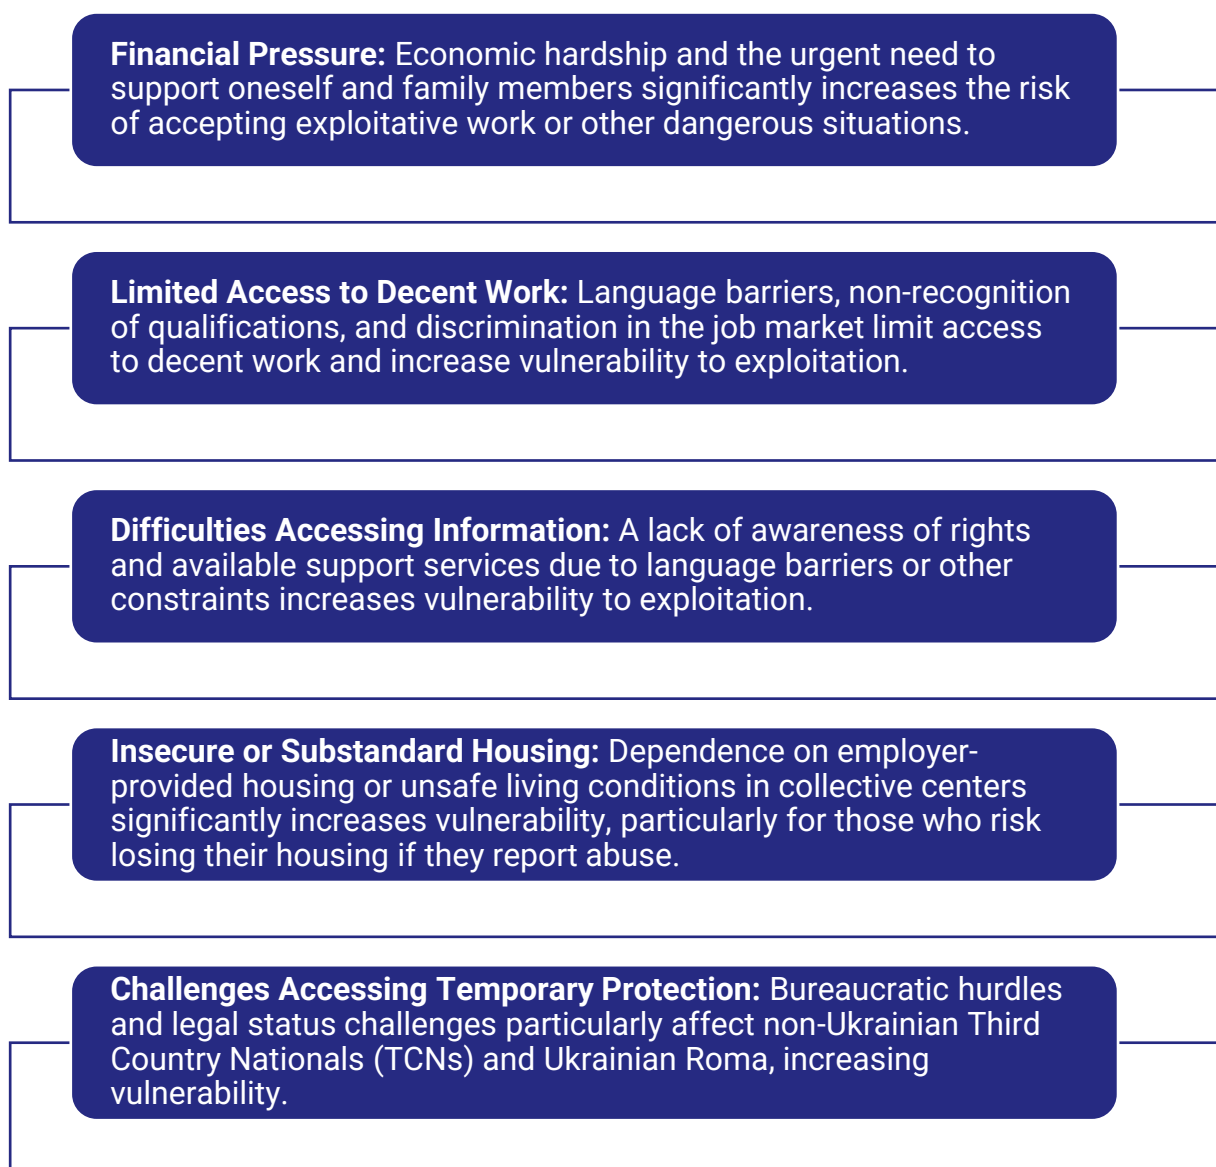 Financial Pressure: Economic hardship and the urgent need to
support oneself and family members significantly increases the risk
of accepting exploitative work or other dangerous situations.
Limited Access to Decent Work: Language barriers, non-recognition
of qualifications, and discrimination in the job market limit access
to decent work and increase vulnerability to exploitation.
Difficulties Accessing Information: A lack of awareness of rights
and available support services due to language barriers or other
constraints increases vulnerability to exploitation.
Insecure or Substandard Housing: Dependence on employer-
provided housing or unsafe living conditions in collective centers
significantly increases vulnerability, particularly for those who risk
losing their housing if they report abuse.
Challenges Accessing Temporary Protection: Bureaucratic hurdles
and legal status challenges particularly affect non-Ukrainian Third
Country Nationals (TCNs) and Ukrainian Roma, increasing
vulnerability.